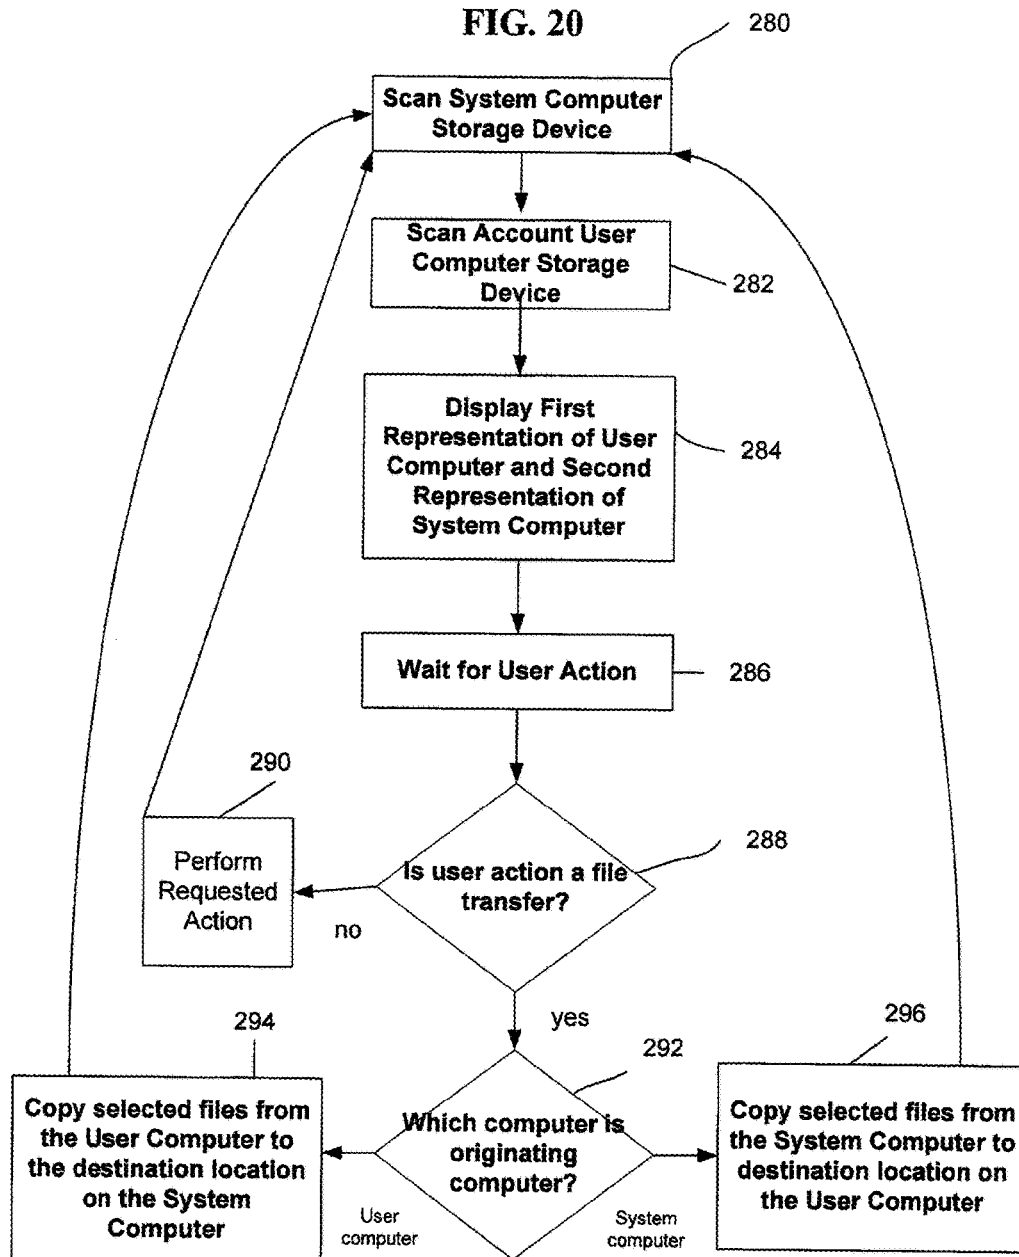 FIG. 20
280
Scan System Computer
Storage Device
Scan Account User
Computer Storage
Device
282
Display First
Representation of User
Computer and Second
Representation of
System Computer
284
Wait for User Action
286
290
288
Perform
Requested
Action
Is user action a file
transfer?
no
yes
294
292
296
Copy selected files from
the User Computer to
the destination location
on the System
Computer
Which computer is
originating
computer?
Copy selected files from
the System Computer to
destination location on
the User Computer
User
computer
System
computer